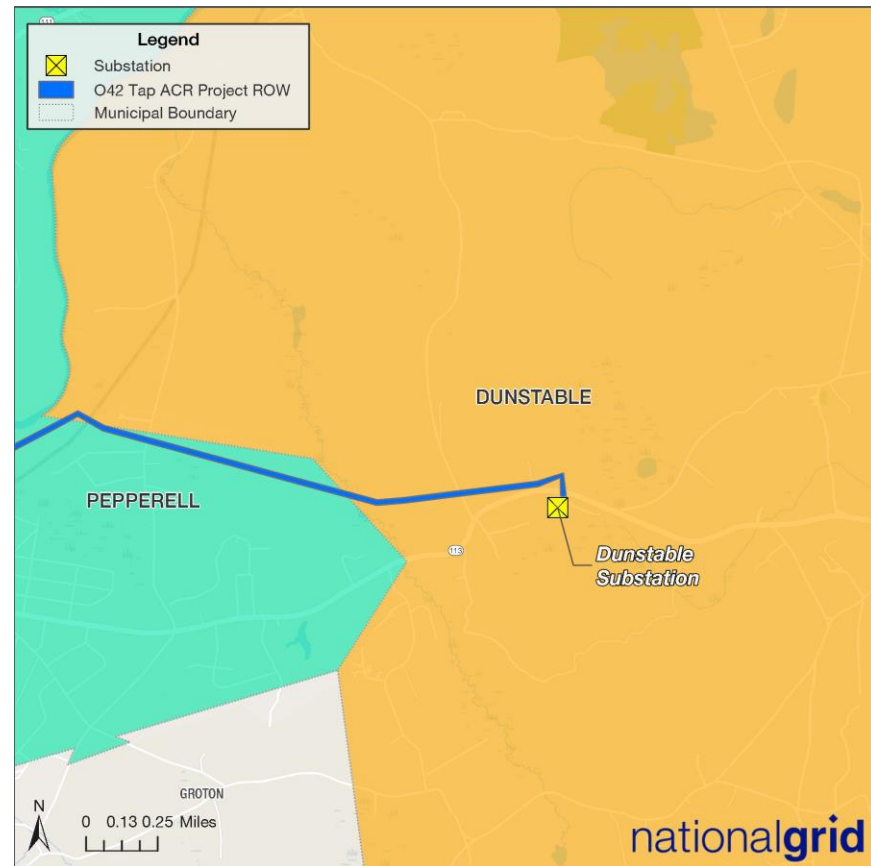 Legend
Substation
O42 Tap ACR Project ROW
Municipal Boundary
DUNSTABLE
PEPPERELL
113
Dunstable
Substation
GROTON
N
0 0.13 0.25 Miles
nationalgrid